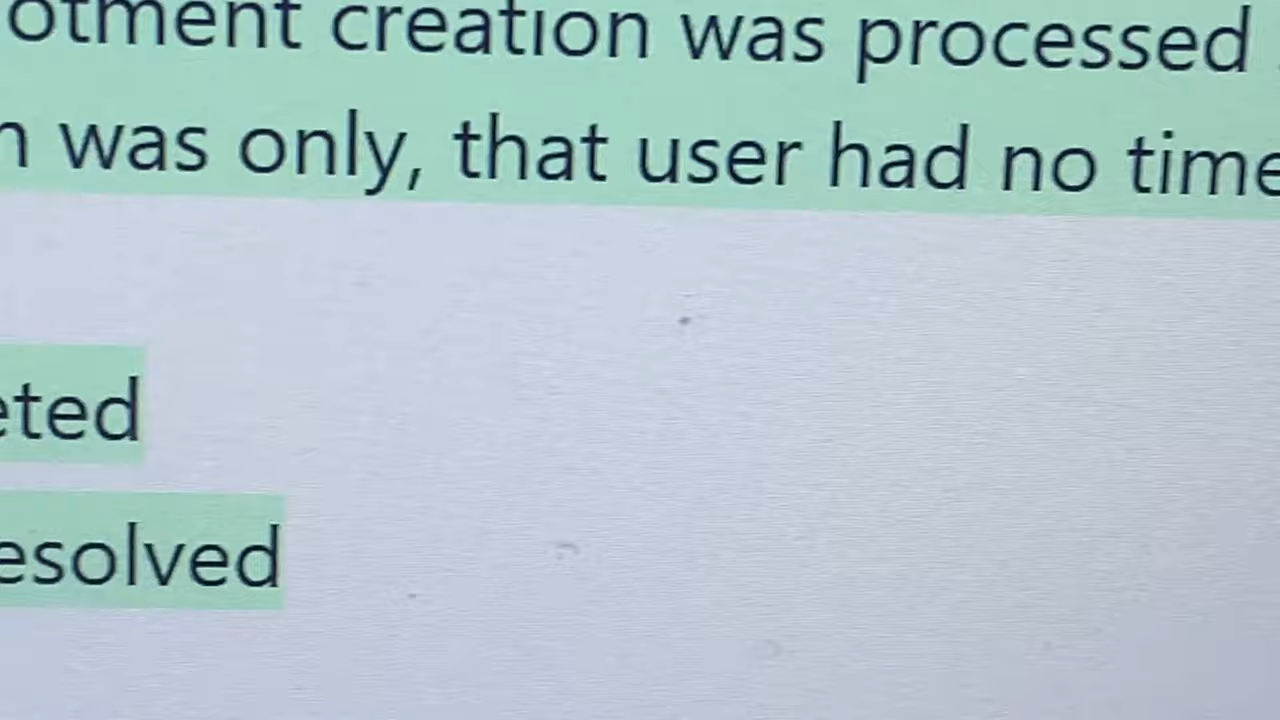 otment creation was processed
n was only, that user had no time
eted
esolved